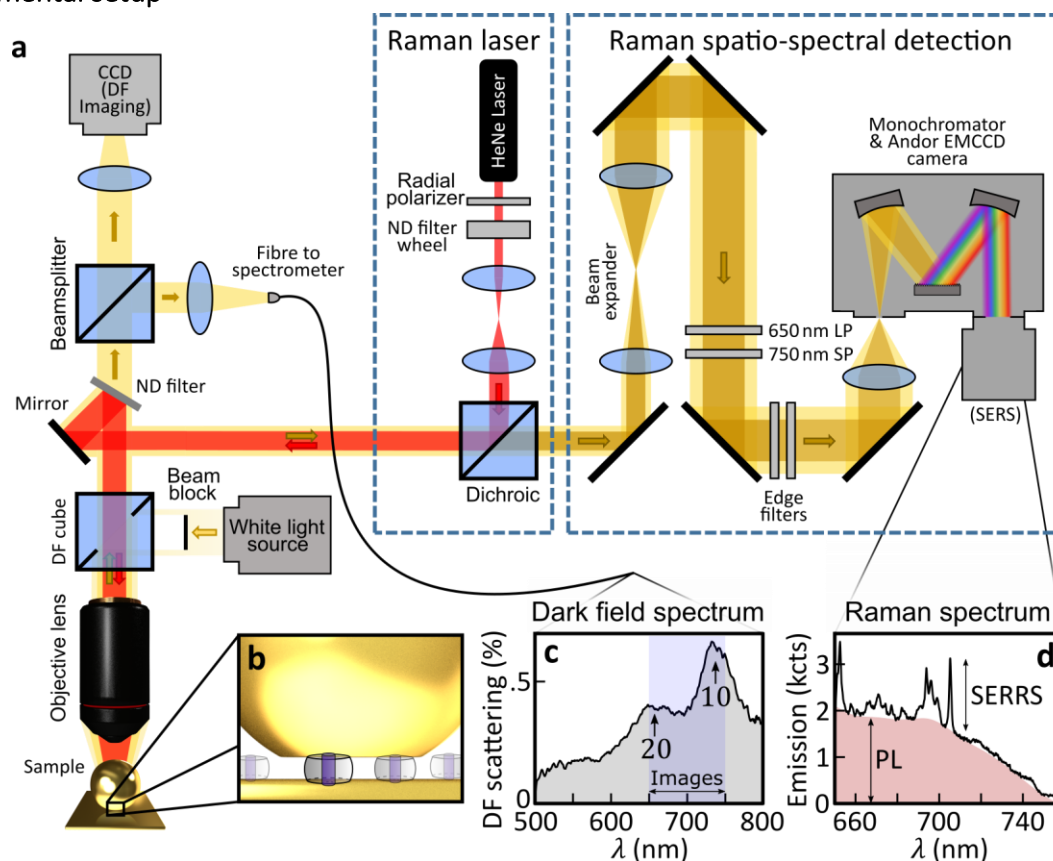 mental setup
a
CCD
(DF
Imaging)
Beamsplitter
Fibre to
spectrometer
ND filter
Mirror
DF cube
Beam
block
White light
source
Objective lens
Sample
Raman laser
HeNe Laser
Radial
polarizer
ND filter
wheel
Dichroic
Raman spatio-spectral detection
Beam
expander
650 nm LP
750 nm SP
Edge
filters
Monochromator
& Andor EMCCD
camera
(SERS)
b
Dark field spectrum
c
DF scattering (%)
.5
0
20
10
Images
500
600
700
800
λ (nm)
Raman spectrum
d
Emission (kcts)
3
2
1
0
SERRS
PL
660
700
740
λ (nm)